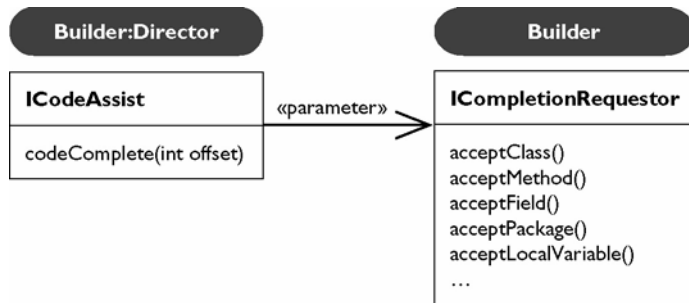 Builder:Director
Builder
ICodeAssist
codeComplete(int offset)
«parameter»
ICompletionRequestor
acceptClass()
acceptMethod()
acceptField()
acceptPackage()
acceptLocalVariable()
...